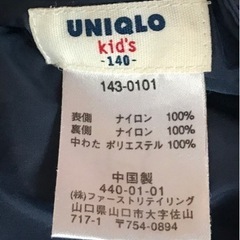 UNIQLO
kid's
-140-
143-0101
表側 ナイロン 100%
裏側 ナイロン 100%
中わた ポリエステル 100%
中国製
440-01-01
(株)ファーストリテイリング
山口県山口市大字佐山
717-1 〒754-0894